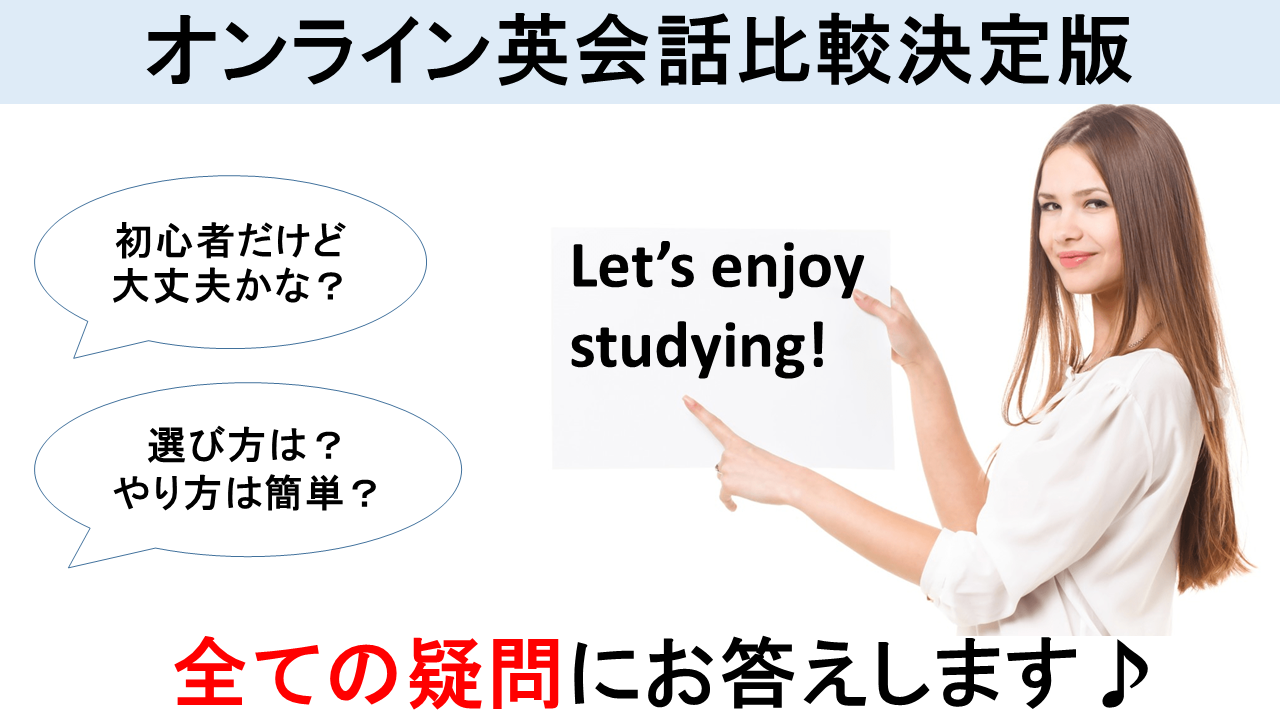 オンライン英会話比較決定版
初心者だけど
大丈夫かな？
選び方は？
やり方は簡単？
Let’s enjoy
studying!
全ての疑問にお答えします♪